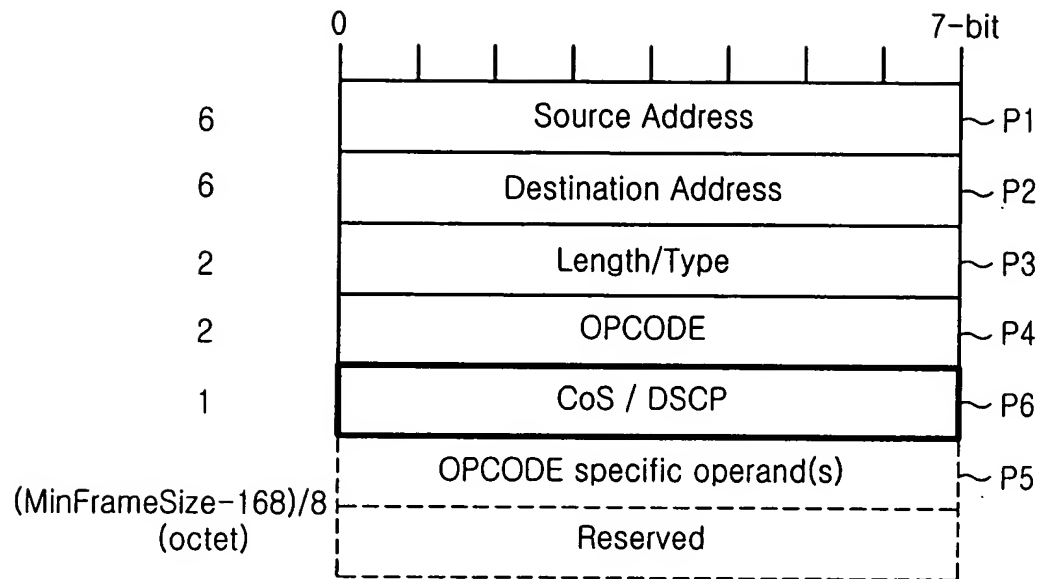 0 7-bit
6 Source Address P1
6 Destination Address P2
2 Length/Type P3
2 OPCODE P4
1 CoS / DSCP P6
OPCODE specific operand(s) P5
(MinFrameSize-168)/8
(octet) Reserved